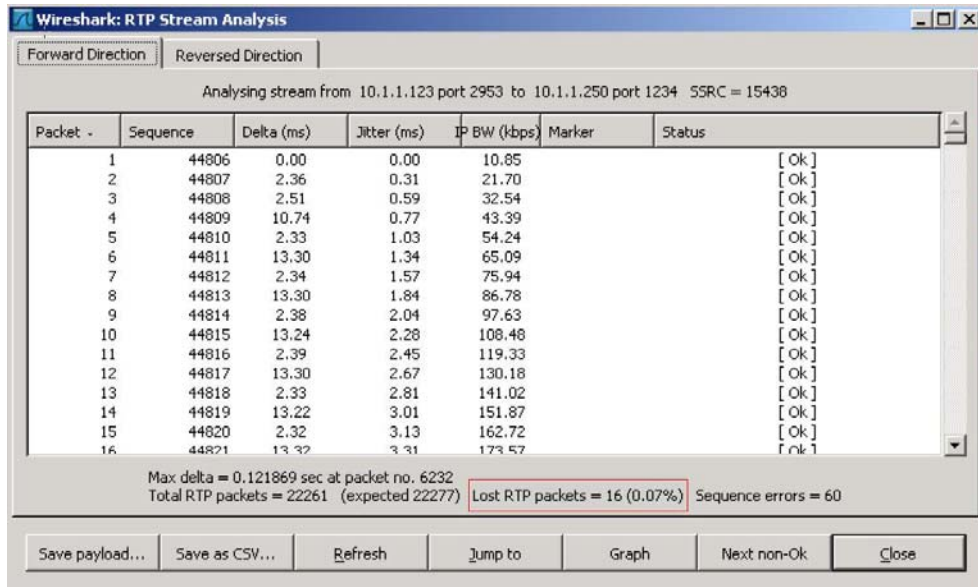 Wireshark: RTP Stream Analysis
Forward Direction Reversed Direction
Analysing stream from 10.1.1.123 port 2953 to 10.1.1.250 port 1234 SSRC = 15438
Packet Sequence Delta (ms) Jitter (ms) IP BW (kbps) Marker Status
1 44806 0.00 0.00 10.85 [ Ok ]
2 44807 2.36 0.31 21.70 [ Ok ]
3 44808 2.51 0.59 32.54 [ Ok ]
4 44809 10.74 0.77 43.39 [ Ok ]
5 44810 2.33 1.03 54.24 [ Ok ]
6 44811 13.30 1.34 65.09 [ Ok ]
7 44812 2.34 1.57 75.94 [ Ok ]
8 44813 13.30 1.84 86.78 [ Ok ]
9 44814 2.38 2.04 97.63 [ Ok ]
10 44815 13.24 2.28 108.48 [ Ok ]
11 44816 2.39 2.45 119.33 [ Ok ]
12 44817 13.30 2.67 130.18 [ Ok ]
13 44818 2.33 2.81 141.02 [ Ok ]
14 44819 13.22 3.01 151.87 [ Ok ]
15 44820 2.32 3.13 162.72 [ Ok ]
16 44821 13.32 3.31 173.57 [ Ok ]
Max delta = 0.121869 sec at packet no. 6232
Total RTP packets = 22261 (expected 22277) Lost RTP packets = 16 (0.07%) Sequence errors = 60
Save payload... Save as CSV... Refresh Jump to Graph Next non-Ok Close